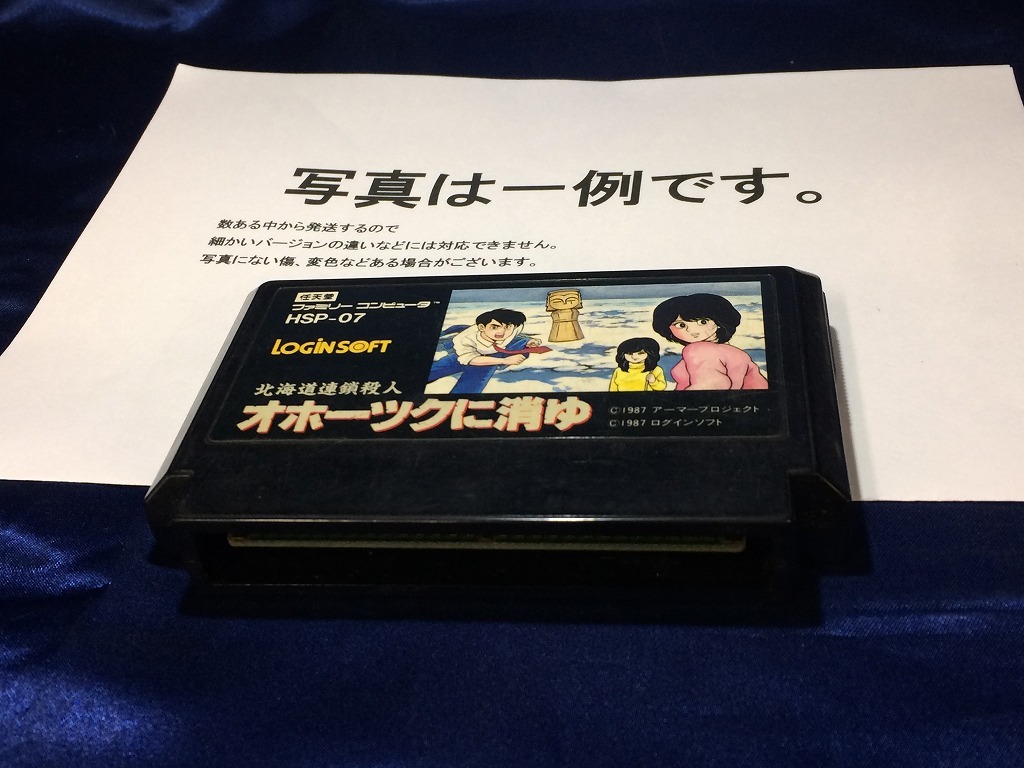 写真は一例です。
数ある中から発送するので
細かいバージョンの違いなどには対応できません。
写真にない傷、変色などある場合がございます。
任天堂
ファミリー コンピュータ™
HSP-07
LOGiNSOFT
北海道連鎖殺人
オホーツクに消ゆ
©1987 アーマープロジェクト
©1987 ログインソフト